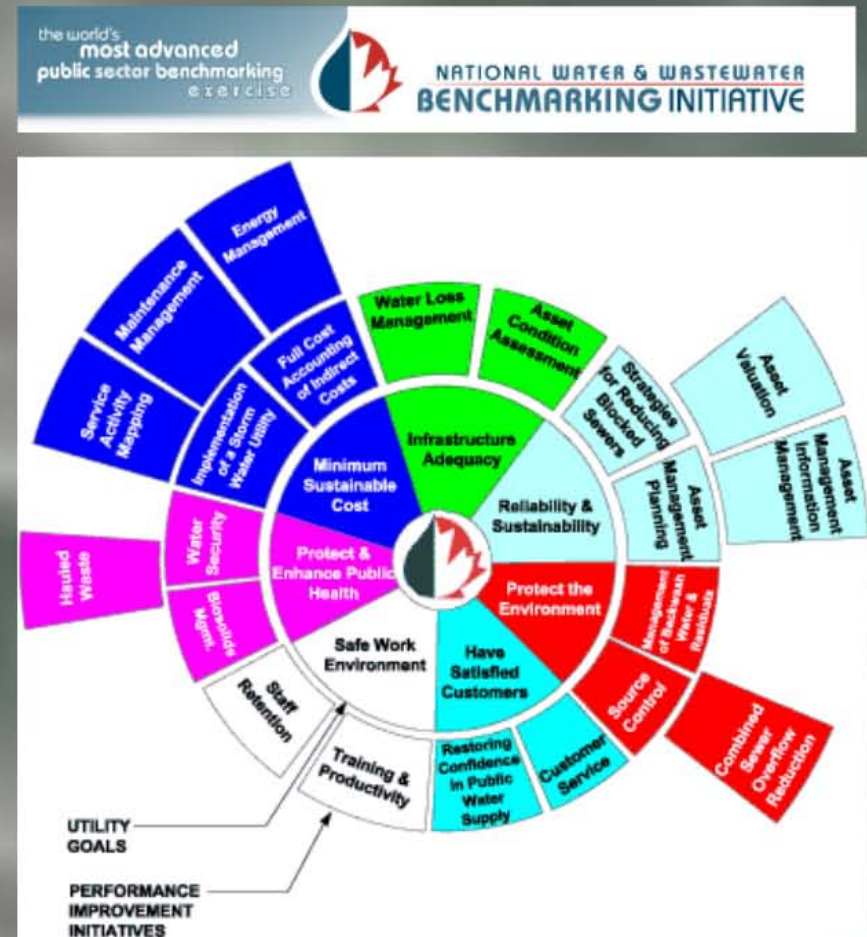 the world's
most advanced
public sector benchmarking
exercise
NATIONAL WATER & WASTEWATER
BENCHMARKING INITIATIVE
Energy
Management
Maintenance
Management
Service
Activity
Mapping
Full Cost
Accounting
of Indirect
Costs
Implementation
of a Storm
Water Utility
Water Loss
Management
Asset
Condition
Assessment
Strategies
for Reducing
Blocked
Sewers
Asset
Valuation
Asset
Management
Information
Management
Asset
Management
Planning
Infrastructure
Adequacy
Minimum
Sustainable
Cost
Reliability &
Sustainability
Water
Security
Hauled
Waste
Biosolids
Mgmt
Protect &
Enhance Public
Health
Protect the
Environment
Management
of Backwash
Water &
Residuals
Safe Work
Environment
Have
Satisfied
Customers
Source
Control
Combined
Sewer
Overflow
Reduction
Staff
Retention
Training &
Productivity
Restoring
Confidence
in Public
Water
Supply
Customer
Service
UTILITY
GOALS
PERFORMANCE
IMPROVEMENT
INITIATIVES